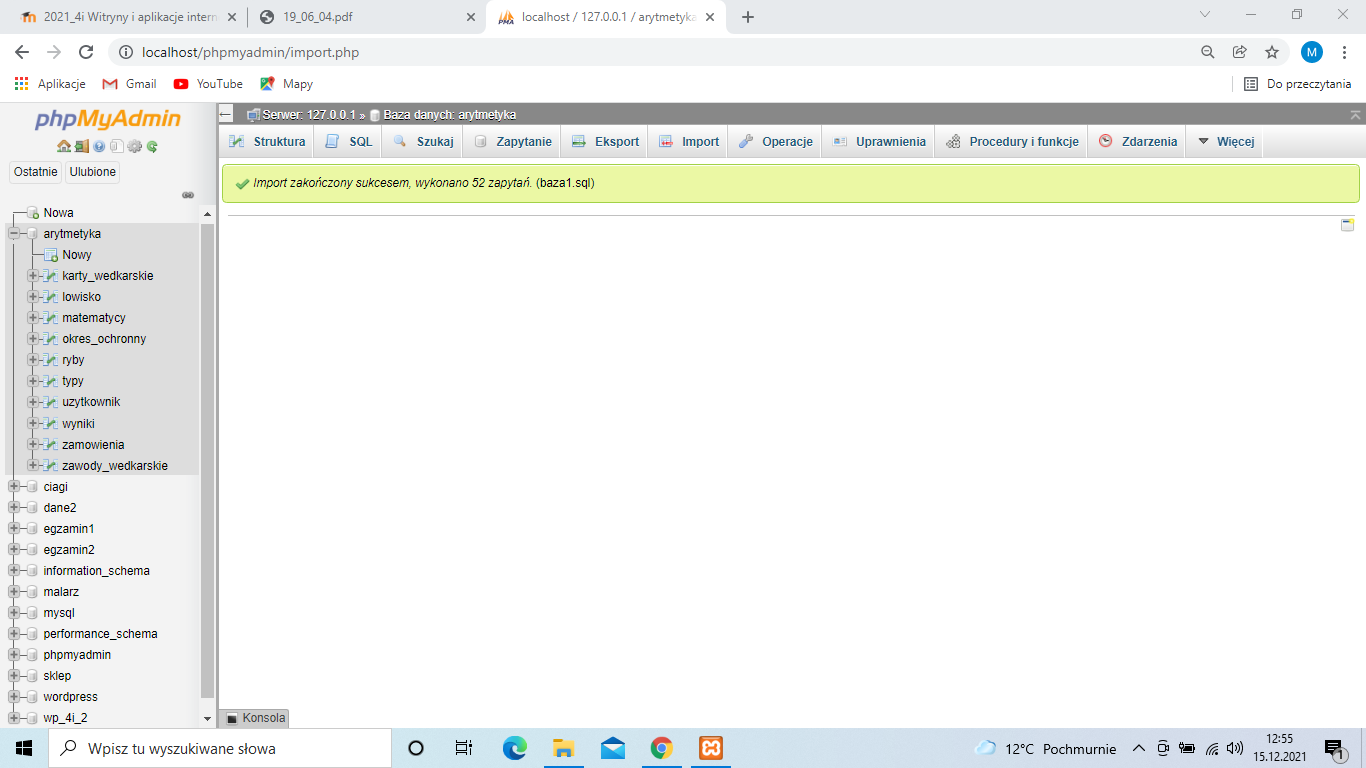 2021_4i Witryny i aplikacje intern
19_06_04.pdf
localhost / 127.0.0.1 / arytmetyka
localhost/phpmyadmin/import.php
M
Aplikacje
Gmail
YouTube
Mapy
Do przeczytania
phpMyAdmin
Ostatnie
Ulubione
Nowa
arytmetyka
Nowy
karty_wedkarskie
lowisko
matematycy
okres_ochronny
ryby
typy
uzytkownik
wyniki
zamowienia
zawody_wedkarskie
ciagi
dane2
egzamin1
egzamin2
information_schema
malarz
mysql
performance_schema
phpmyadmin
sklep
wordpress
wp_4i_2
Serwer: 127.0.0.1 » Baza danych: arytmetyka
Struktura
SQL
Szukaj
Zapytanie
Eksport
Import
Operacje
Uprawnienia
Procedury i funkcje
Zdarzenia
Więcej
Import zakończony sukcesem, wykonano 52 zapytań. (baza1.sql)
Konsola
Wpisz tu wyszukiwane słowo
12°C Pochmurnie
12:55
15.12.2021
1